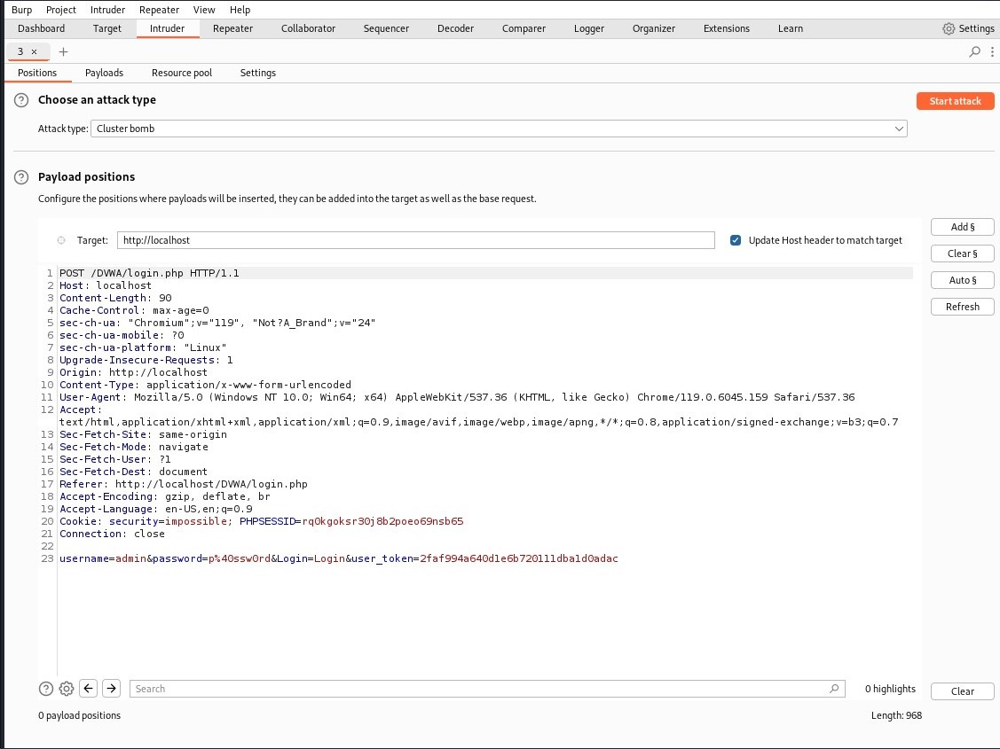 Burp Project Intruder Repeater View Help
Dashboard Target Intruder Repeater Collaborator Sequencer Decoder Comparer Logger Organizer Extensions Learn Settings
3 × +
Positions Payloads Resource pool Settings
? Choose an attack type
Start attack
Attack type: Cluster bomb
? Payload positions
Configure the positions where payloads will be inserted, they can be added into the target as well as the base request.
Add §
Target: http://localhost Update Host header to match target
Clear §
Auto §
Refresh
1 POST /DVWA/login.php HTTP/1.1
2 Host: localhost
3 Content-Length: 90
4 Cache-Control: max-age=0
5 sec-ch-ua: "Chromium";v="119", "Not?A_Brand";v="24"
6 sec-ch-ua-mobile: ?0
7 sec-ch-ua-platform: "Linux"
8 Upgrade-Insecure-Requests: 1
9 Origin: http://localhost
10 Content-Type: application/x-www-form-urlencoded
11 User-Agent: Mozilla/5.0 (Windows NT 10.0; Win64; x64) AppleWebKit/537.36 (KHTML, like Gecko) Chrome/119.0.6045.159 Safari/537.36
12 Accept:
text/html,application/xhtml+xml,application/xml;q=0.9,image/avif,image/webp,image/apng,*/*;q=0.8,application/signed-exchange;v=b3;q=0.7
13 Sec-Fetch-Site: same-origin
14 Sec-Fetch-Mode: navigate
15 Sec-Fetch-User: ?1
16 Sec-Fetch-Dest: document
17 Referer: http://localhost/DVWA/login.php
18 Accept-Encoding: gzip, deflate, br
19 Accept-Language: en-US,en;q=0.9
20 Cookie: security=impossible; PHPSESSID=rq0kgoksr30j8b2poeo69nsb65
21 Connection: close
22
23 username=admin&password=p%40ssw0rd&Login=Login&user_token=2faf994a640d1e6b720111dba1d0adac
? Search 0 highlights Clear
0 payload positions Length: 968